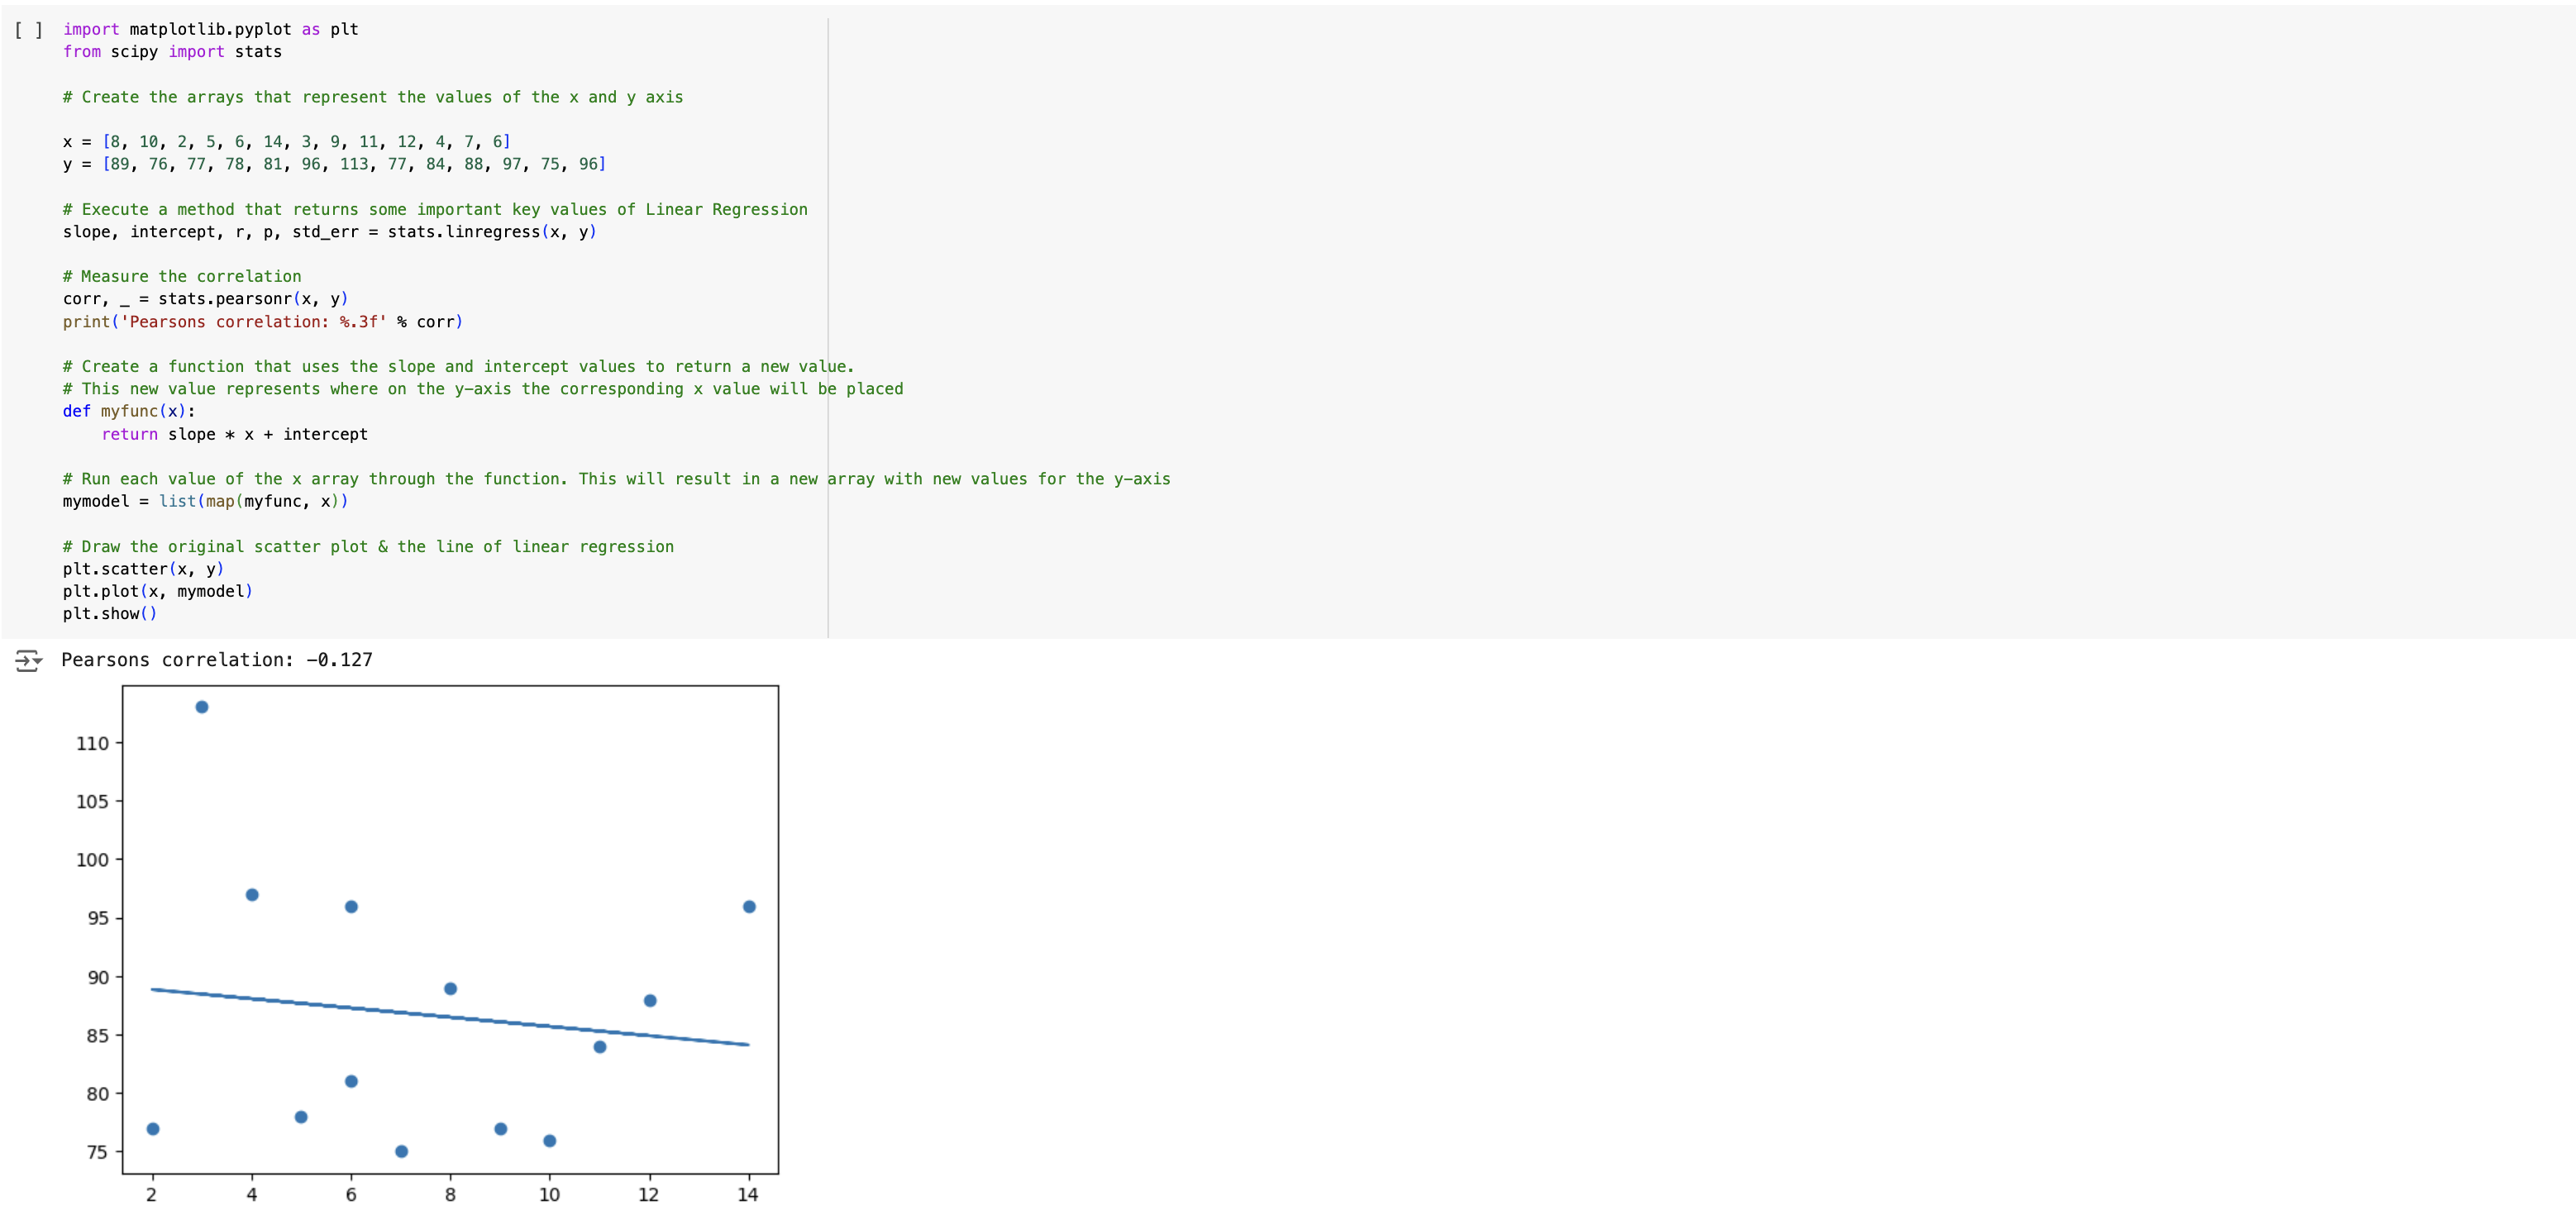 [ ] import matplotlib.pyplot as plt
from scipy import stats
# Create the arrays that represent the values of the x and y axis
x = [8, 10, 2, 5, 6, 14, 3, 9, 11, 12, 4, 7, 6]
y = [89, 76, 77, 78, 81, 96, 113, 77, 84, 88, 97, 75, 96]
# Execute a method that returns some important key values of Linear Regression
slope, intercept, r, p, std_err = stats.linregress(x, y)
# Measure the correlation
corr, _ = stats.pearsonr(x, y)
print('Pearsons correlation: %.3f' % corr)
# Create a function that uses the slope and intercept values to return a new value.
# This new value represents where on the y-axis the corresponding x value will be placed
def myfunc(x):
    return slope * x + intercept
# Run each value of the x array through the function. This will result in a new array with new values for the y-axis
mymodel = list(map(myfunc, x))
# Draw the original scatter plot & the line of linear regression
plt.scatter(x, y)
plt.plot(x, mymodel)
plt.show()
Pearsons correlation: -0.127
110
105
100
95
90
85
80
75
2 4 6 8 10 12 14